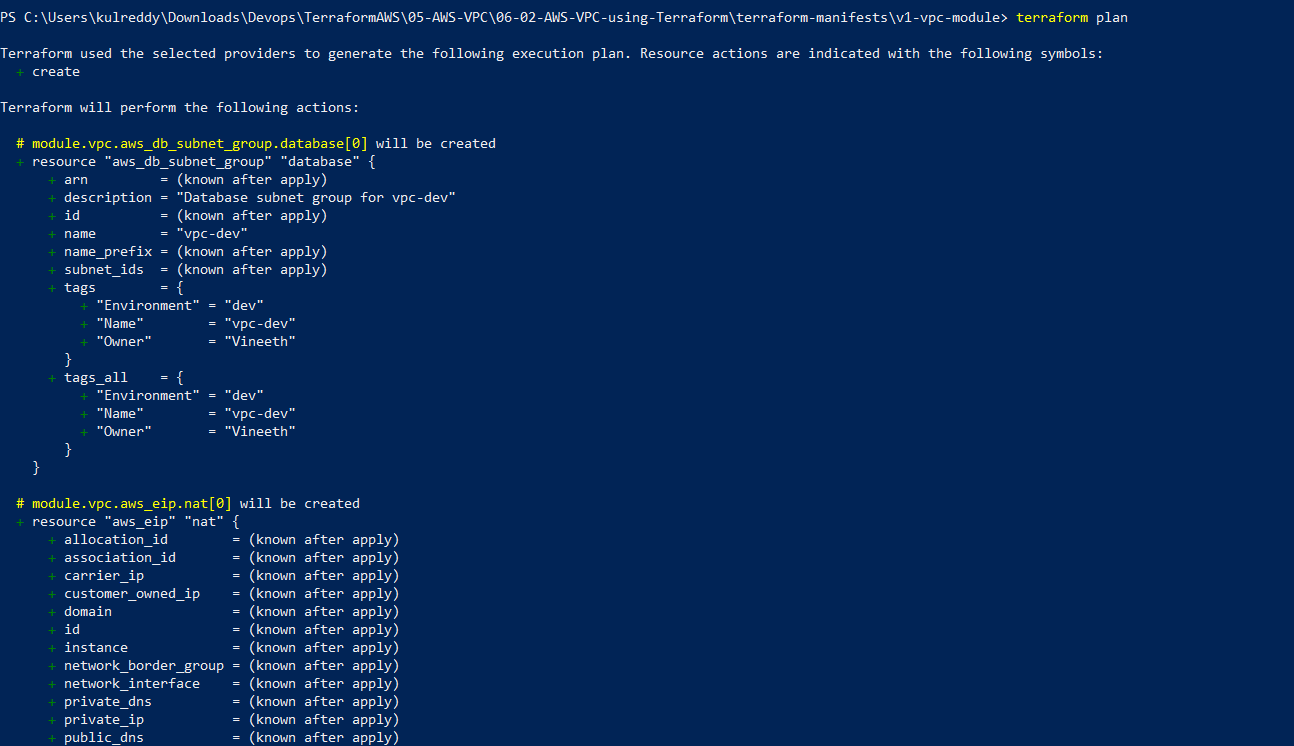 PS C:\Users\kulreddy\Downloads\Devops\TerraformAWS\05-AWS-VPC\06-02-AWS-VPC-using-Terraform\terraform-manifests\v1-vpc-module> terraform plan
Terraform used the selected providers to generate the following execution plan. Resource actions are indicated with the following symbols:
  + create
Terraform will perform the following actions:
  # module.vpc.aws_db_subnet_group.database[0] will be created
  + resource "aws_db_subnet_group" "database" {
      + arn         = (known after apply)
      + description = "Database subnet group for vpc-dev"
      + id          = (known after apply)
      + name        = "vpc-dev"
      + name_prefix = (known after apply)
      + subnet_ids  = (known after apply)
      + tags        = {
          + "Environment" = "dev"
          + "Name"        = "vpc-dev"
          + "Owner"       = "Vineeth"
        }
      + tags_all    = {
          + "Environment" = "dev"
          + "Name"        = "vpc-dev"
          + "Owner"       = "Vineeth"
        }
    }
  # module.vpc.aws_eip.nat[0] will be created
  + resource "aws_eip" "nat" {
      + allocation_id        = (known after apply)
      + association_id       = (known after apply)
      + carrier_ip           = (known after apply)
      + customer_owned_ip    = (known after apply)
      + domain               = (known after apply)
      + id                   = (known after apply)
      + instance             = (known after apply)
      + network_border_group = (known after apply)
      + network_interface    = (known after apply)
      + private_dns          = (known after apply)
      + private_ip           = (known after apply)
      + public_dns           = (known after apply)